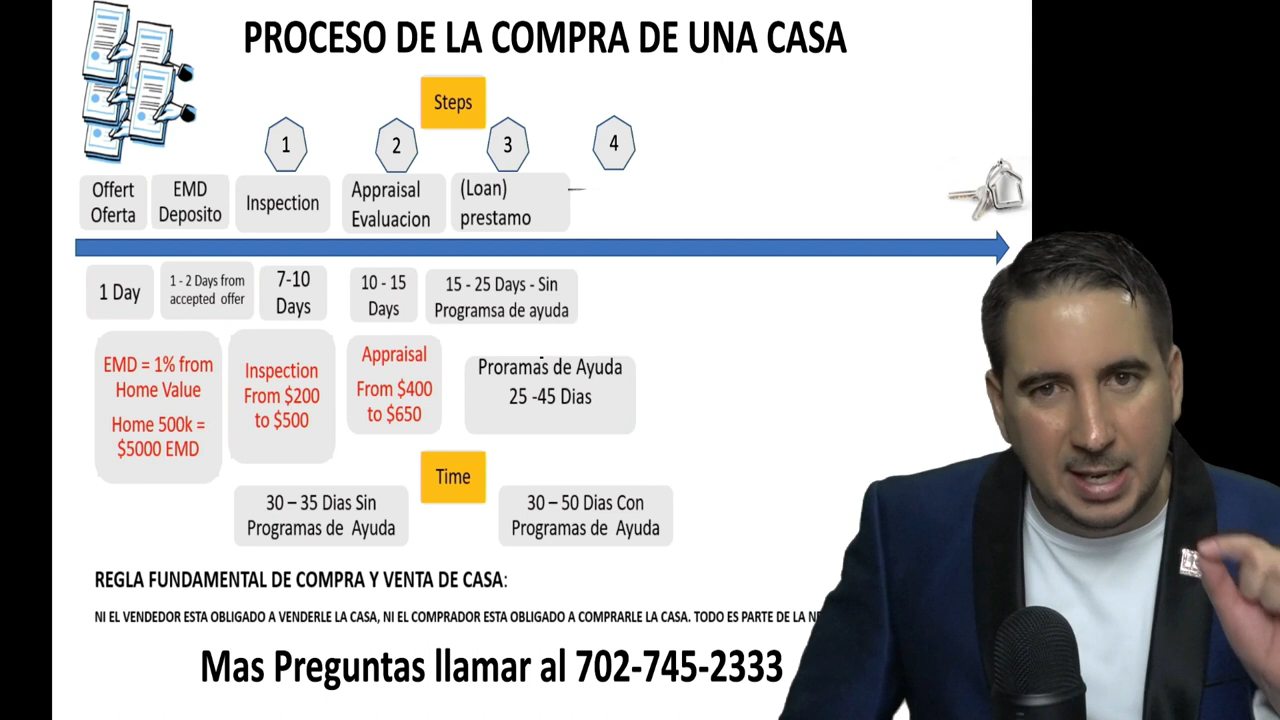 PROCESO DE LA COMPRA DE UNA CASA
Steps
1
2
3
4
Offert
Oferta
EMD
Deposito
Inspection
Appraisal
Evaluacion
(Loan)
prestamo
1 Day
1 - 2 Days from
accepted offer
7-10
Days
10 - 15
Days
15 - 25 Days - Sin
Programsa de ayuda
EMD = 1% from
Home Value
Home 500k =
$5000 EMD
Inspection
From $200
to $500
Appraisal
From $400
to $650
Proramas de Ayuda
25 -45 Dias
Time
30 – 35 Dias Sin
Programas de Ayuda
30 – 50 Dias Con
Programas de Ayuda
REGLA FUNDAMENTAL DE COMPRA Y VENTA DE CASA:
NI EL VENDEDOR ESTA OBLIGADO A VENDERLE LA CASA, NI EL COMPRADOR ESTA OBLIGADO A COMPRARLE LA CASA. TODO ES PARTE DE LA
Mas Preguntas llamar al 702-745-2333